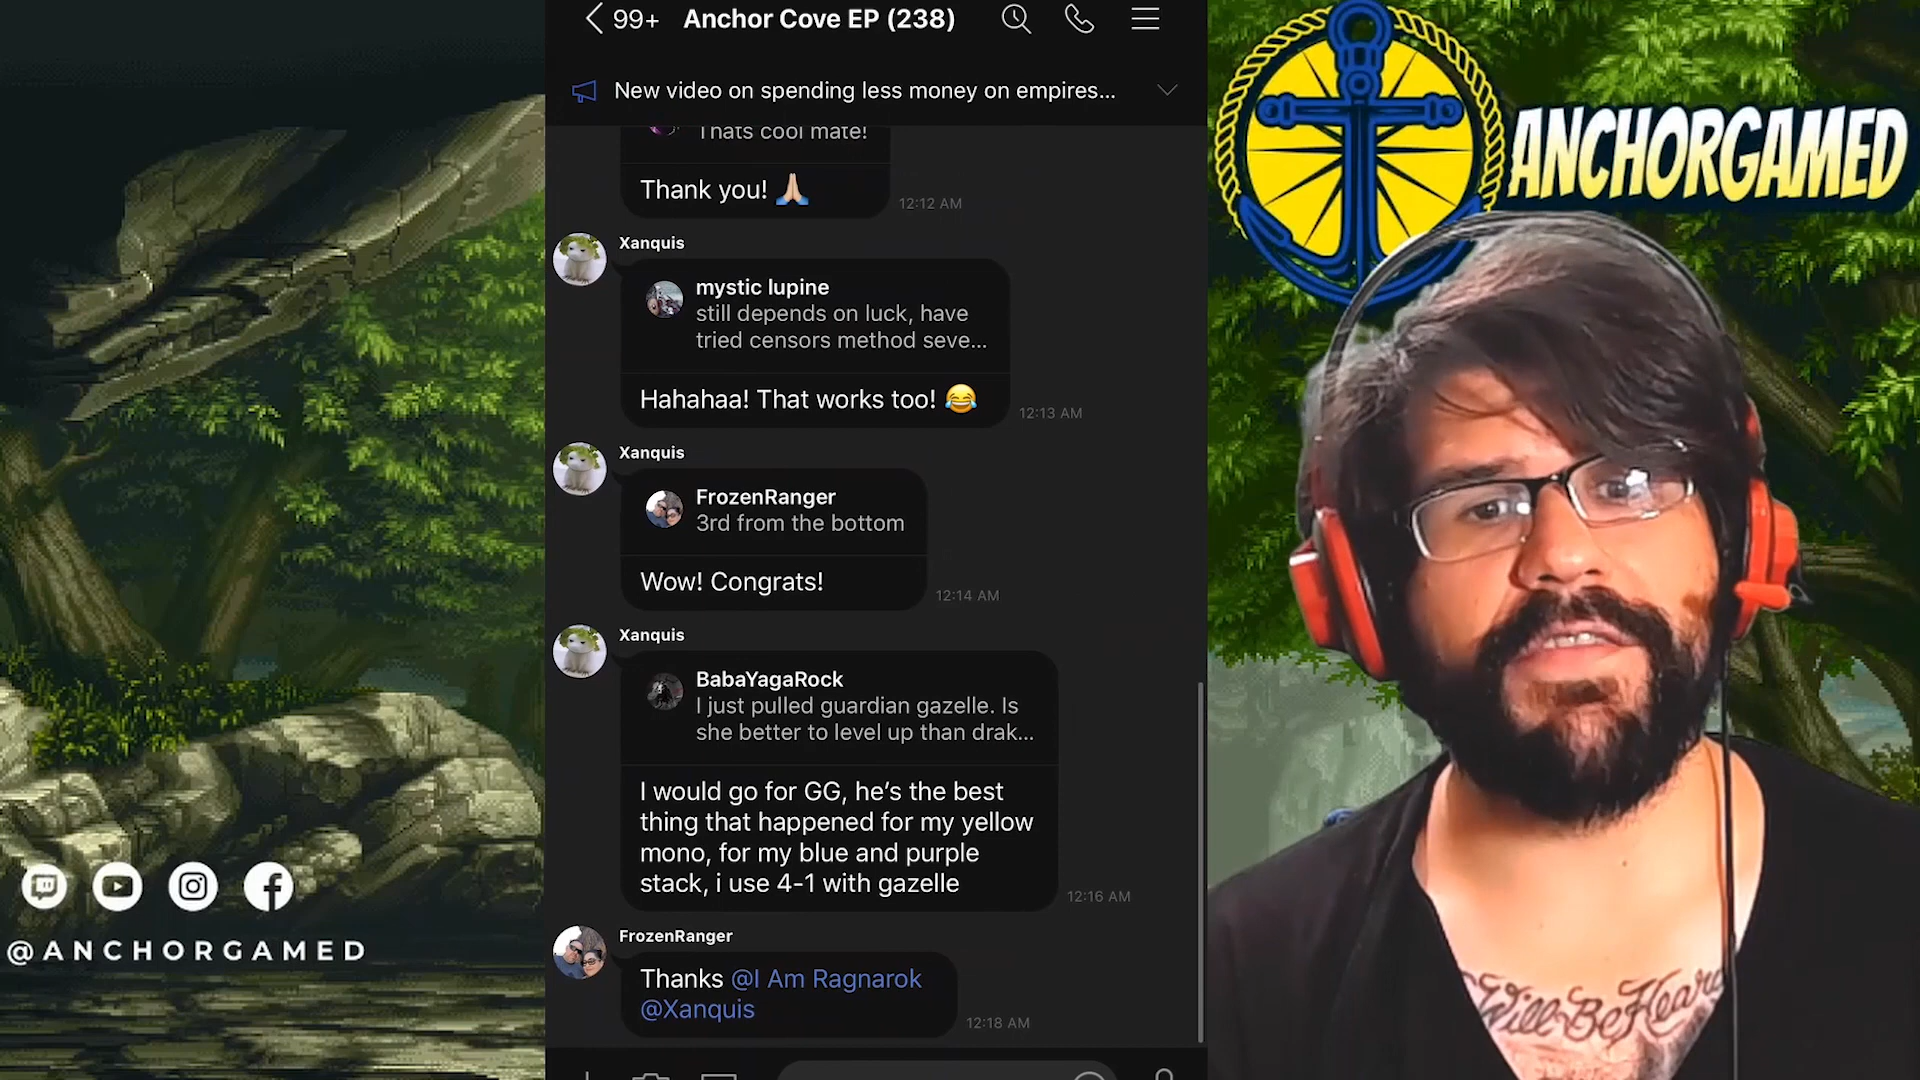 99+ Anchor Cove EP (238)
New video on spending less money on empires...
Thats cool mate!
Thank you! 🙏
12:12 AM
Xanquis
mystic lupine
still depends on luck, have
tried censors method seve...
Hahahaa! That works too! 😂
12:13 AM
Xanquis
FrozenRanger
3rd from the bottom
Wow! Congrats!
12:14 AM
Xanquis
BabaYagaRock
I just pulled guardian gazelle. Is
she better to level up than drak...
I would go for GG, he’s the best
thing that happened for my yellow
mono, for my blue and purple
stack, i use 4-1 with gazelle
12:16 AM
FrozenRanger
Thanks @I Am Ragnarok
@Xanquis
12:18 AM
@ANCHORGAMED
ANCHORGAMED
Will Be Heard